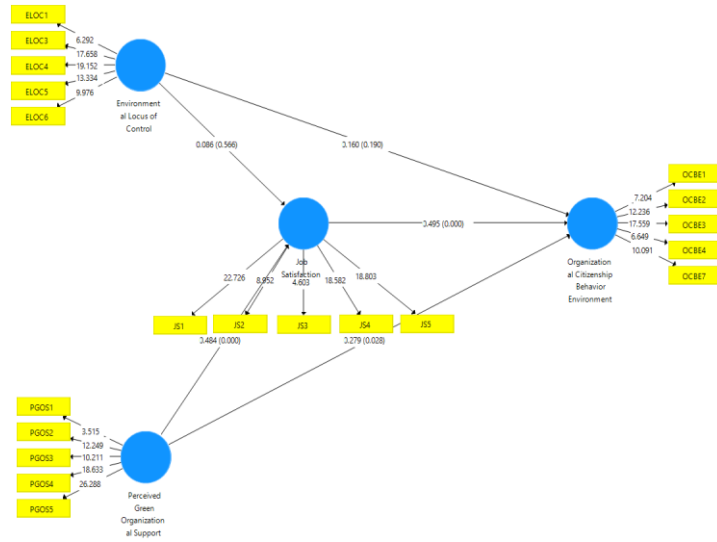 ELOC1
ELOC3
ELOC4
ELOC5
ELOC6
6.292
17.658
19.152
13.334
9.976
Environment
al Locus of
Control
0.086 (0.566)
0.160 (0.190)
0.495 (0.000)
Job
Satisfaction
22.726
8.952
4.603
18.582
18.803
JS1
JS2
JS3
JS4
JS5
0.484 (0.000)
0.279 (0.028)
7.204
12.236
17.559
6.649
10.091
OCBE1
OCBE2
OCBE3
OCBE4
OCBE7
Organization
al Citizenship
Behavior
Environment
PGOS1
PGOS2
PGOS3
PGOS4
PGOS5
3.515
12.249
10.211
18.633
26.288
Perceived
Green
Organization
al Support